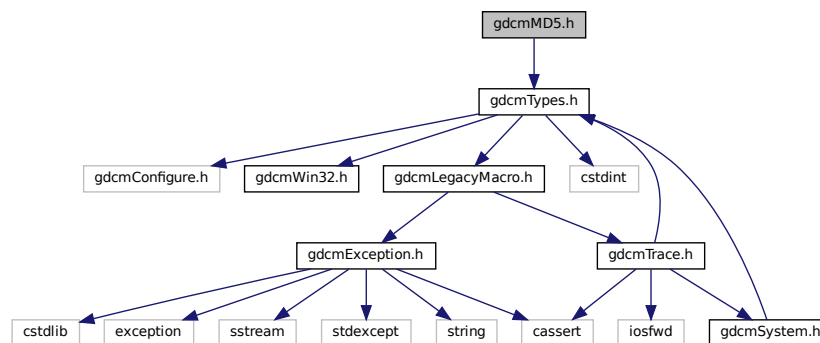 gdcmMD5.h
gdcmTypes.h
gdcmConfigure.h
gdcmWin32.h
gdcmLegacyMacro.h
cstdint
gdcmException.h
gdcmTrace.h
cstdlib
exception
sstream
stdexcept
string
cassert
iosfwd
gdcmSystem.h